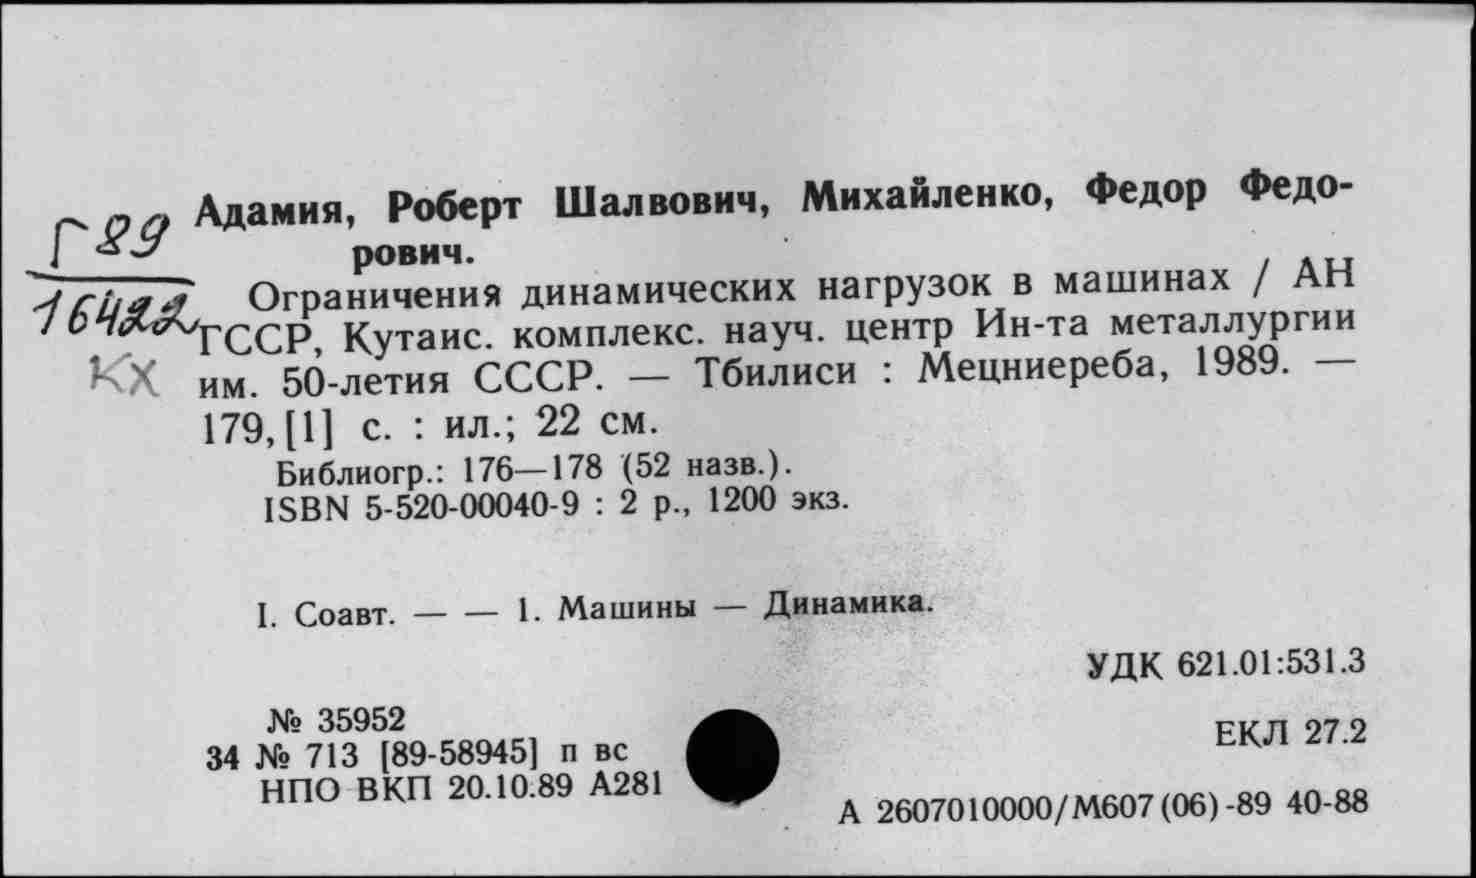 Г89
16422
КХ
Адамия, Роберт Шалвович, Михайленко, Федор Федо-
рович.
Ограничения динамических нагрузок в машинах / АН
ГССР, Кутаис. комплекс. науч. центр Ин-та металлургии
им. 50-летия СССР. — Тбилиси : Мецниереба, 1989. —
179, [1] с. : ил.; 22 см.
Библиогр.: 176—178 (52 назв.).
ISBN 5-520-00040-9 : 2 р., 1200 экз.
I. Соавт. — — 1. Машины — Динамика.
УДК 621.01:531.3
№ 35952
ЕКЛ 27.2
34 № 713 [89-58945] п вс
НПО ВКП 20.10.89 А281
А 2607010000/М607(06)-89 40-88